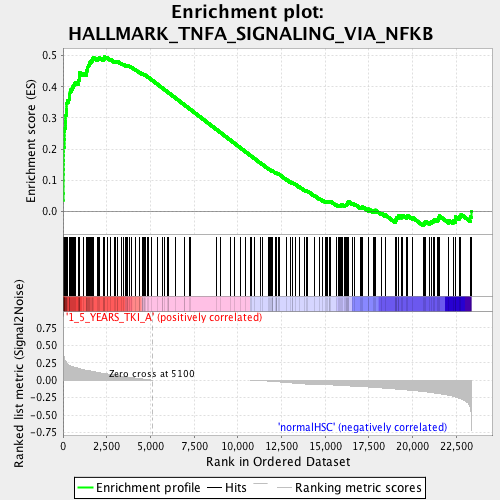 Enrichment plot:
HALLMARK_TNFA_SIGNALING_VIA_NFKB
Enrichment score (ES)
0.5
0.4
0.3
0.2
0.1
0.0
Ranked list metric (Signal2Noise)
'1_5_YEARS_TKI_A' (positively correlated)
0.75
0.50
0.25
0.00
-0.25
-0.50
-0.75
Zero cross at 5100
'normalHSC' (negatively correlated)
0 2,500 5,000 7,500 10,000 12,500 15,000 17,500 20,000 22,500
Rank in Ordered Dataset
Enrichment profile Hits Ranking metric scores